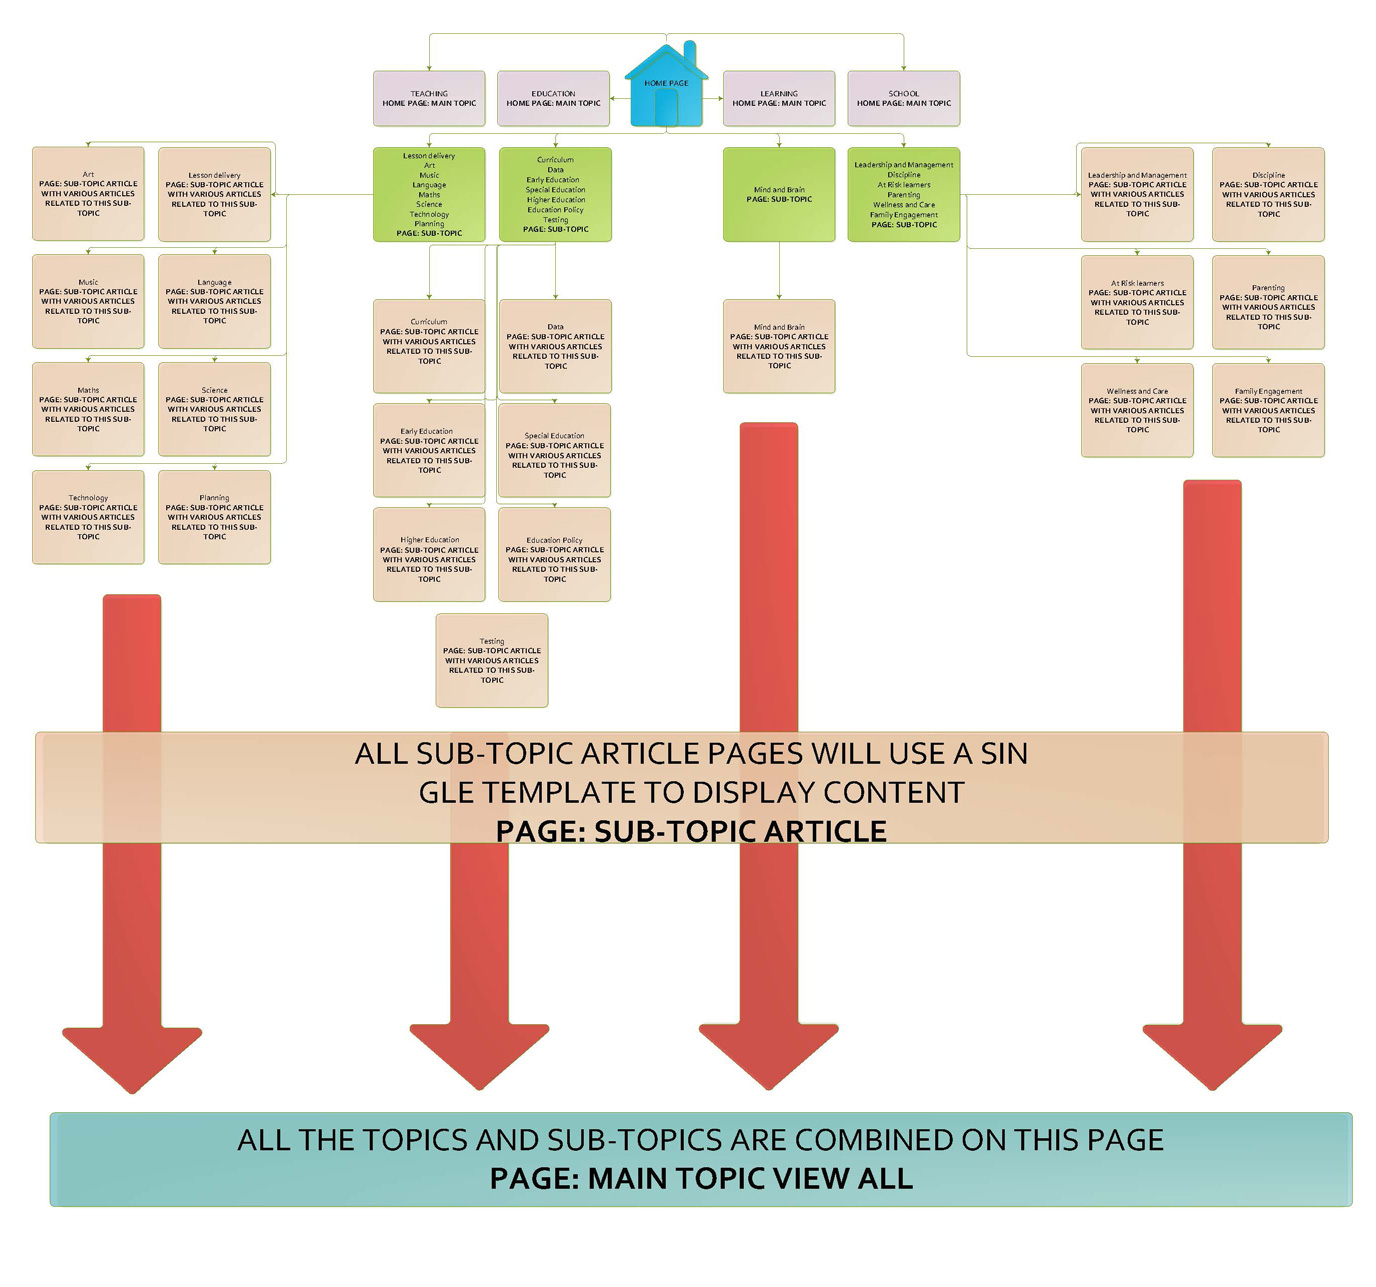 HOME PAGE
TEACHING
HOME PAGE: MAIN TOPIC
EDUCATION
HOME PAGE: MAIN TOPIC
LEARNING
HOME PAGE: MAIN TOPIC
SCHOOL
HOME PAGE: MAIN TOPIC
Lesson delivery
Art
Music
Language
Maths
Science
Technology
Planning
PAGE: SUB-TOPIC
Curriculum
Data
Early Education
Special Education
Higher Education
Education Policy
Testing
PAGE: SUB-TOPIC
Mind and Brain
PAGE: SUB-TOPIC
Leadership and Management
Discipline
At Risk learners
Parenting
Wellness and Care
Family Engagement
PAGE: SUB-TOPIC
Art
PAGE: SUB-TOPIC ARTICLE
WITH VARIOUS ARTICLES
RELATED TO THIS SUB-
TOPIC
Lesson delivery
PAGE: SUB-TOPIC ARTICLE
WITH VARIOUS ARTICLES
RELATED TO THIS SUB-
TOPIC
Music
PAGE: SUB-TOPIC ARTICLE
WITH VARIOUS ARTICLES
RELATED TO THIS SUB-
TOPIC
Language
PAGE: SUB-TOPIC ARTICLE
WITH VARIOUS ARTICLES
RELATED TO THIS SUB-
TOPIC
Maths
PAGE: SUB-TOPIC ARTICLE
WITH VARIOUS ARTICLES
RELATED TO THIS SUB-
TOPIC
Science
PAGE: SUB-TOPIC ARTICLE
WITH VARIOUS ARTICLES
RELATED TO THIS SUB-
TOPIC
Technology
PAGE: SUB-TOPIC ARTICLE
WITH VARIOUS ARTICLES
RELATED TO THIS SUB-
TOPIC
Planning
PAGE: SUB-TOPIC ARTICLE
WITH VARIOUS ARTICLES
RELATED TO THIS SUB-
TOPIC
Curriculum
PAGE: SUB-TOPIC ARTICLE
WITH VARIOUS ARTICLES
RELATED TO THIS SUB-
TOPIC
Data
PAGE: SUB-TOPIC ARTICLE
WITH VARIOUS ARTICLES
RELATED TO THIS SUB-
TOPIC
Early Education
PAGE: SUB-TOPIC ARTICLE
WITH VARIOUS ARTICLES
RELATED TO THIS SUB-
TOPIC
Special Education
PAGE: SUB-TOPIC ARTICLE
WITH VARIOUS ARTICLES
RELATED TO THIS SUB-
TOPIC
Higher Education
PAGE: SUB-TOPIC ARTICLE
WITH VARIOUS ARTICLES
RELATED TO THIS SUB-
TOPIC
Education Policy
PAGE: SUB-TOPIC ARTICLE
WITH VARIOUS ARTICLES
RELATED TO THIS SUB-
TOPIC
Testing
PAGE: SUB-TOPIC ARTICLE
WITH VARIOUS ARTICLES
RELATED TO THIS SUB-
TOPIC
Mind and Brain
PAGE: SUB-TOPIC ARTICLE
WITH VARIOUS ARTICLES
RELATED TO THIS SUB-
TOPIC
Leadership and Management
PAGE: SUB-TOPIC ARTICLE
WITH VARIOUS ARTICLES
RELATED TO THIS SUB-
TOPIC
Discipline
PAGE: SUB-TOPIC ARTICLE
WITH VARIOUS ARTICLES
RELATED TO THIS SUB-
TOPIC
At Risk learners
PAGE: SUB-TOPIC ARTICLE
WITH VARIOUS ARTICLES
RELATED TO THIS SUB-
TOPIC
Parenting
PAGE: SUB-TOPIC ARTICLE
WITH VARIOUS ARTICLES
RELATED TO THIS SUB-
TOPIC
Wellness and Care
PAGE: SUB-TOPIC ARTICLE
WITH VARIOUS ARTICLES
RELATED TO THIS SUB-
TOPIC
Family Engagement
PAGE: SUB-TOPIC ARTICLE
WITH VARIOUS ARTICLES
RELATED TO THIS SUB-
TOPIC
ALL SUB-TOPIC ARTICLE PAGES WILL USE A SIN
GLE TEMPLATE TO DISPLAY CONTENT
PAGE: SUB-TOPIC ARTICLE
ALL THE TOPICS AND SUB-TOPICS ARE COMBINED ON THIS PAGE
PAGE: MAIN TOPIC VIEW ALL